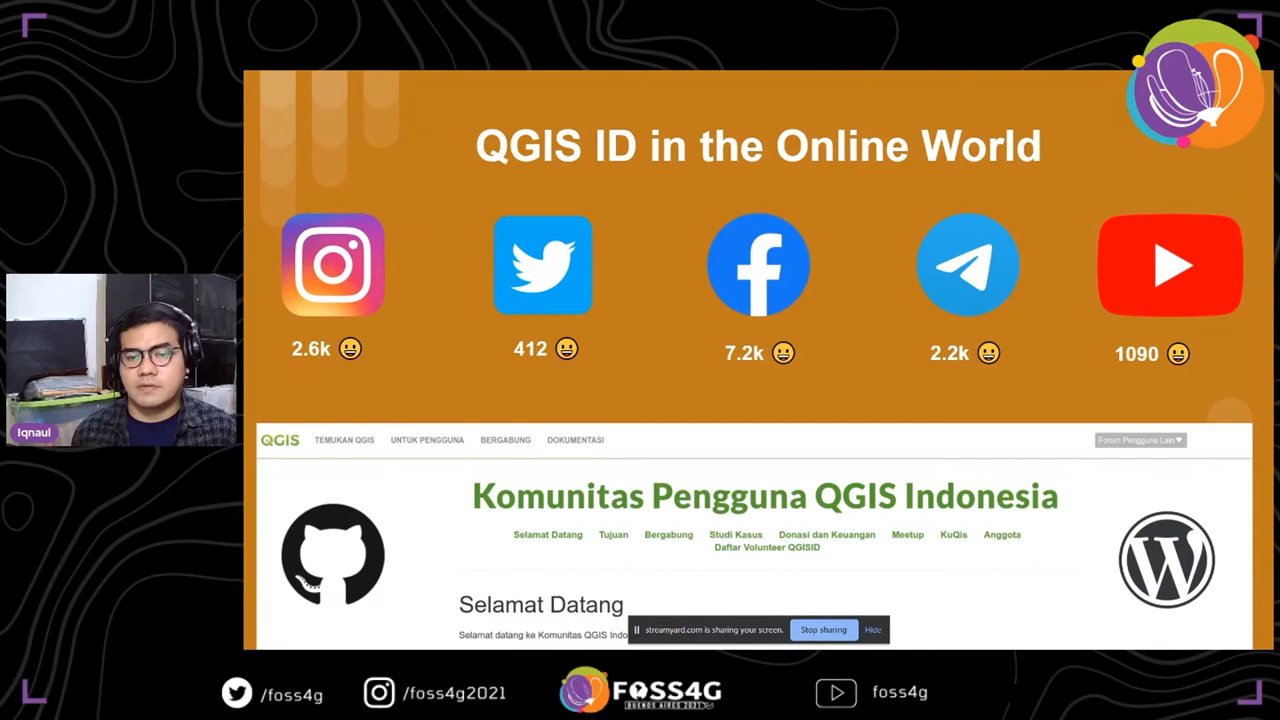 QGIS ID in the Online World
2.6k
412
7.2k
2.2k
1090
Iqnaul
QGIS TEMUKAN QGIS UNTUK PENGGUNA BERGABUNG DOKUMENTASI Forum Pengguna Lain
Komunitas Pengguna QGIS Indonesia
Selamat Datang Tujuan Bergabung Studi Kasus Donasi dan Keuangan Meetup KuQis Anggota
Daftar Volunteer QGISID
Selamat Datang
Selamat datang ke Komunitas QGIS Indo
streamyard.com is sharing your screen. Stop sharing Hide
/foss4g /foss4g2021 FOSS4G foss4g
BUENOS AIRES 2021